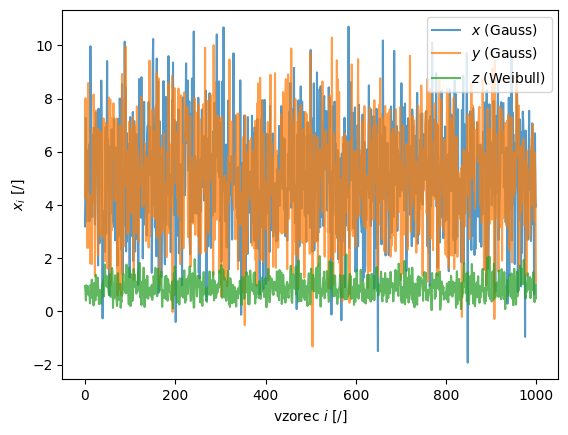 x (Gauss)
y (Gauss)
z (Weibull)
10
8
6
4
2
0
−2
xᵢ [/]
0
200
400
600
800
1000
vzorec i [/]